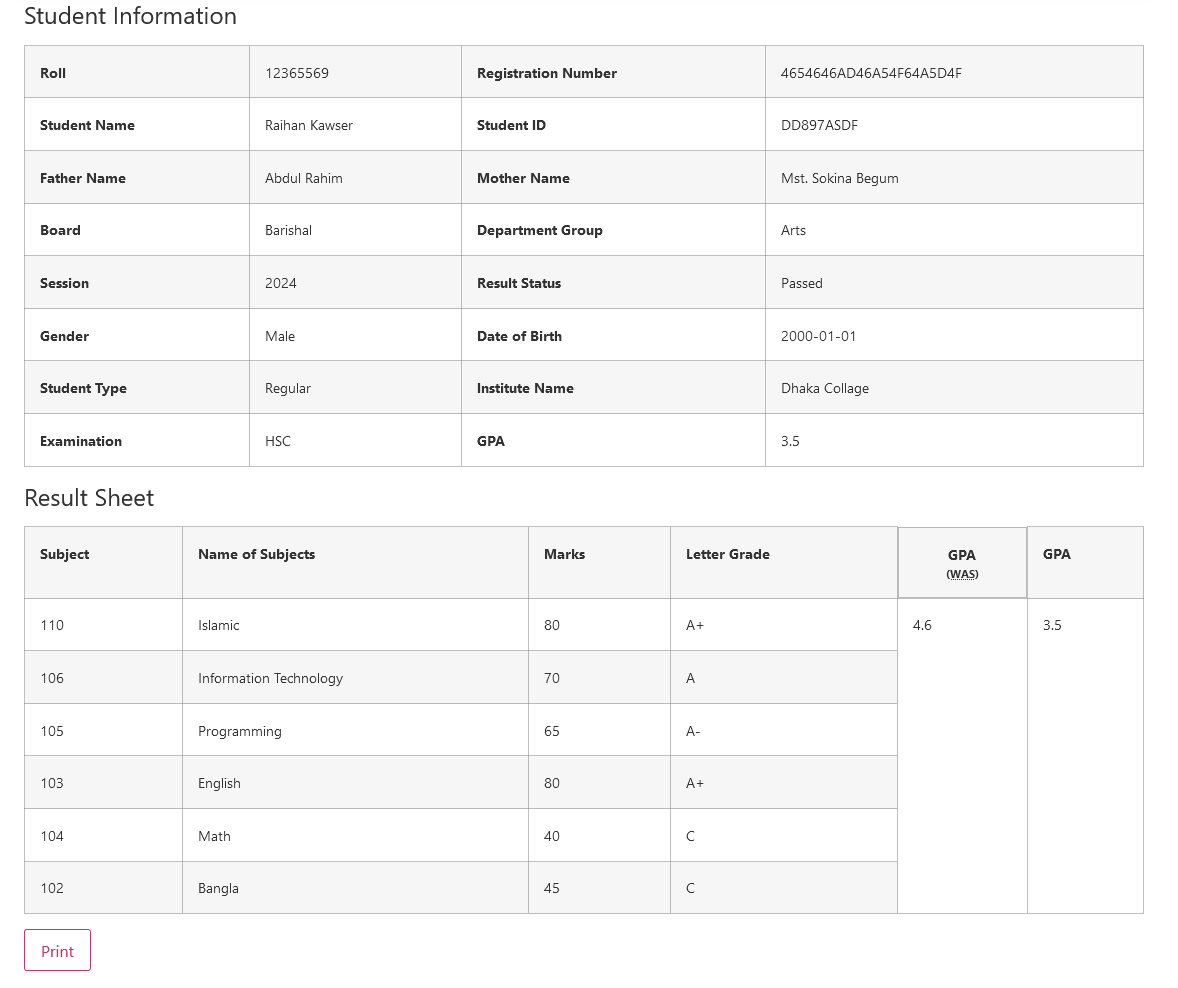 Student Information
Roll 12365569 Registration Number 4654646AD46A54F64A5D4F
Student Name Raihan Kawser Student ID DD897ASDF
Father Name Abdul Rahim Mother Name Mst. Sokina Begum
Board Barishal Department Group Arts
Session 2024 Result Status Passed
Gender Male Date of Birth 2000-01-01
Student Type Regular Institute Name Dhaka Collage
Examination HSC GPA 3.5
Result Sheet
Subject Name of Subjects Marks Letter Grade GPA GPA
(WAS)
110 Islamic 80 A+ 4.6 3.5
106 Information Technology 70 A
105 Programming 65 A-
103 English 80 A+
104 Math 40 C
102 Bangla 45 C
Print